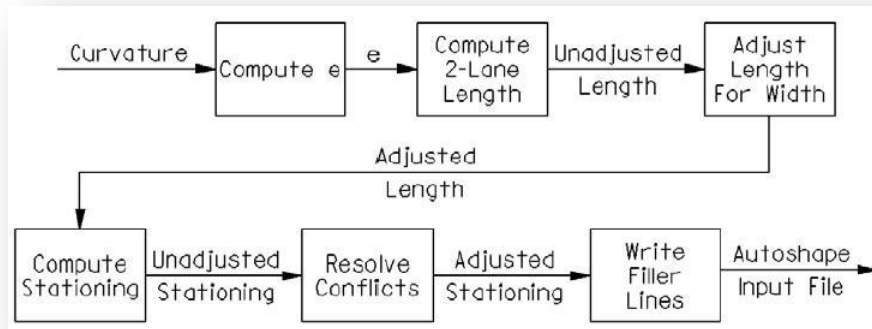 Curvature
Compute e
e
Compute
2-Lane
Length
Unadjusted
Length
Adjust
Length
For Width
Adjusted
Length
Compute
Stationing
Unadjusted
Stationing
Resolve
Conflicts
Adjusted
Stationing
Write
Filler
Lines
Autoshape
Input File